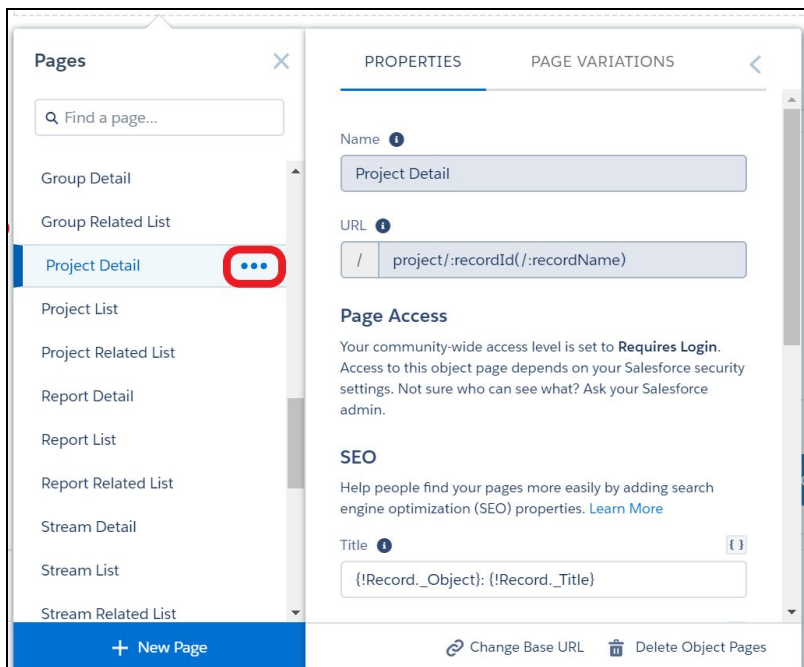 Pages
Find a page...
Group Detail
Group Related List
Project Detail
Project List
Project Related List
Report Detail
Report List
Report Related List
Stream Detail
Stream List
Stream Related List
+ New Page
PROPERTIES
PAGE VARIATIONS
Name
Project Detail
URL
/ project/:recordId(/:recordName)
Page Access
Your community-wide access level is set to Requires Login.
Access to this object page depends on your Salesforce security
settings. Not sure who can see what? Ask your Salesforce
admin.
SEO
Help people find your pages more easily by adding search
engine optimization (SEO) properties. Learn More
Title
{ }
{!Record._Object}: {!Record._Title}
Change Base URL
Delete Object Pages